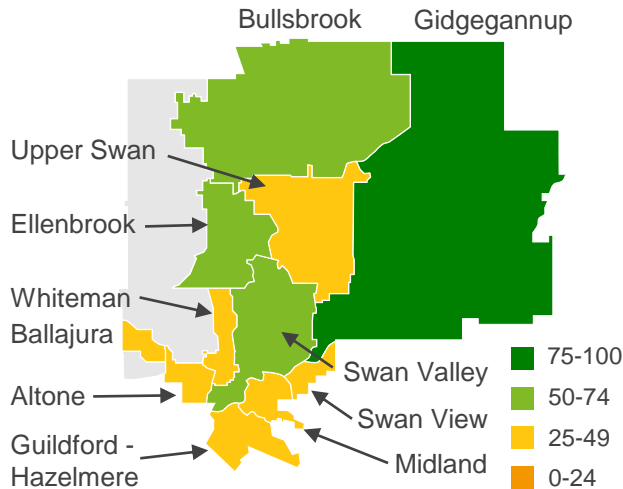 Bullsbrook
Gidgegannup
Upper Swan
Ellenbrook
Whiteman
Ballajura
Altone
Guildford -
Hazelmere
Swan Valley
Swan View
Midland
75-100
50-74
25-49
0-24